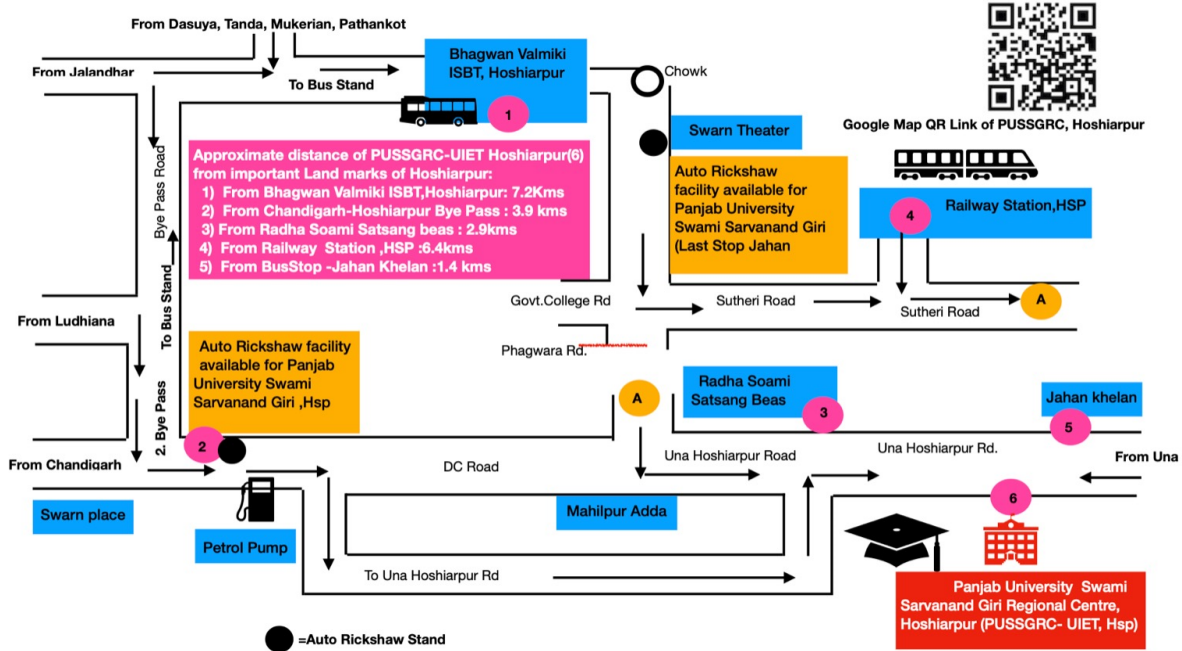 From Dasuya, Tanda, Mukerian, Pathankot
From Jalandhar
To Bus Stand
Bhagwan Valmiki
ISBT, Hoshiarpur
1
Chowk
Swarn Theater
Google Map QR Link of PUSSGRC, Hoshiarpur
Auto Rickshaw
facility available for
Panjab University
Swami Sarvanand Giri
(Last Stop Jahan
Railway Station,HSP
4
Bye Pass Road
To Bus Stand
2. Bye Pass
Approximate distance of PUSSGRC-UIET Hoshiarpur(6)
from important Land marks of Hoshiarpur:
1) From Bhagwan Valmiki ISBT,Hoshiarpur: 7.2Kms
2) From Chandigarh-Hoshiarpur Bye Pass : 3.9 kms
3) From Radha Soami Satsang beas : 2.9kms
4) From Railway Station ,HSP :6.4kms
5) From BusStop -Jahan Khelan :1.4 kms
Govt.College Rd
Sutheri Road
Sutheri Road
A
From Ludhiana
Phagwara Rd.
Auto Rickshaw facility
available for Panjab
University Swami
Sarvanand Giri ,Hsp
2
A
Radha Soami
Satsang Beas
3
Jahan khelan
5
From Chandigarh
DC Road
Una Hoshiarpur Road
Una Hoshiarpur Rd.
From Una
Swarn place
Petrol Pump
Mahilpur Adda
6
To Una Hoshiarpur Rd
Panjab University Swami
Sarvanand Giri Regional Centre,
Hoshiarpur (PUSSGRC- UIET, Hsp)
=Auto Rickshaw Stand